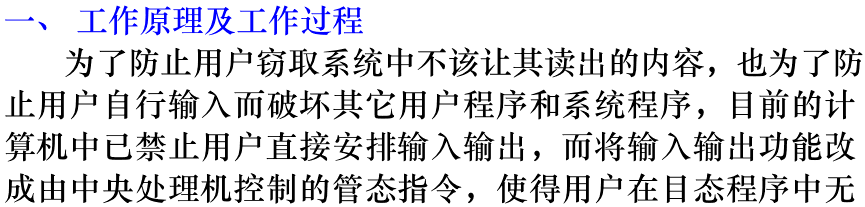 一、 工作原理及工作过程
为了防止用户窃取系统中不该让其读出的内容，也为了防
止用户自行输入而破坏其它用户程序和系统程序，目前的计
算机中已禁止用户直接安排输入输出，而将输入输出功能改
成由中央处理机控制的管态指令，使得用户在目态程序中无